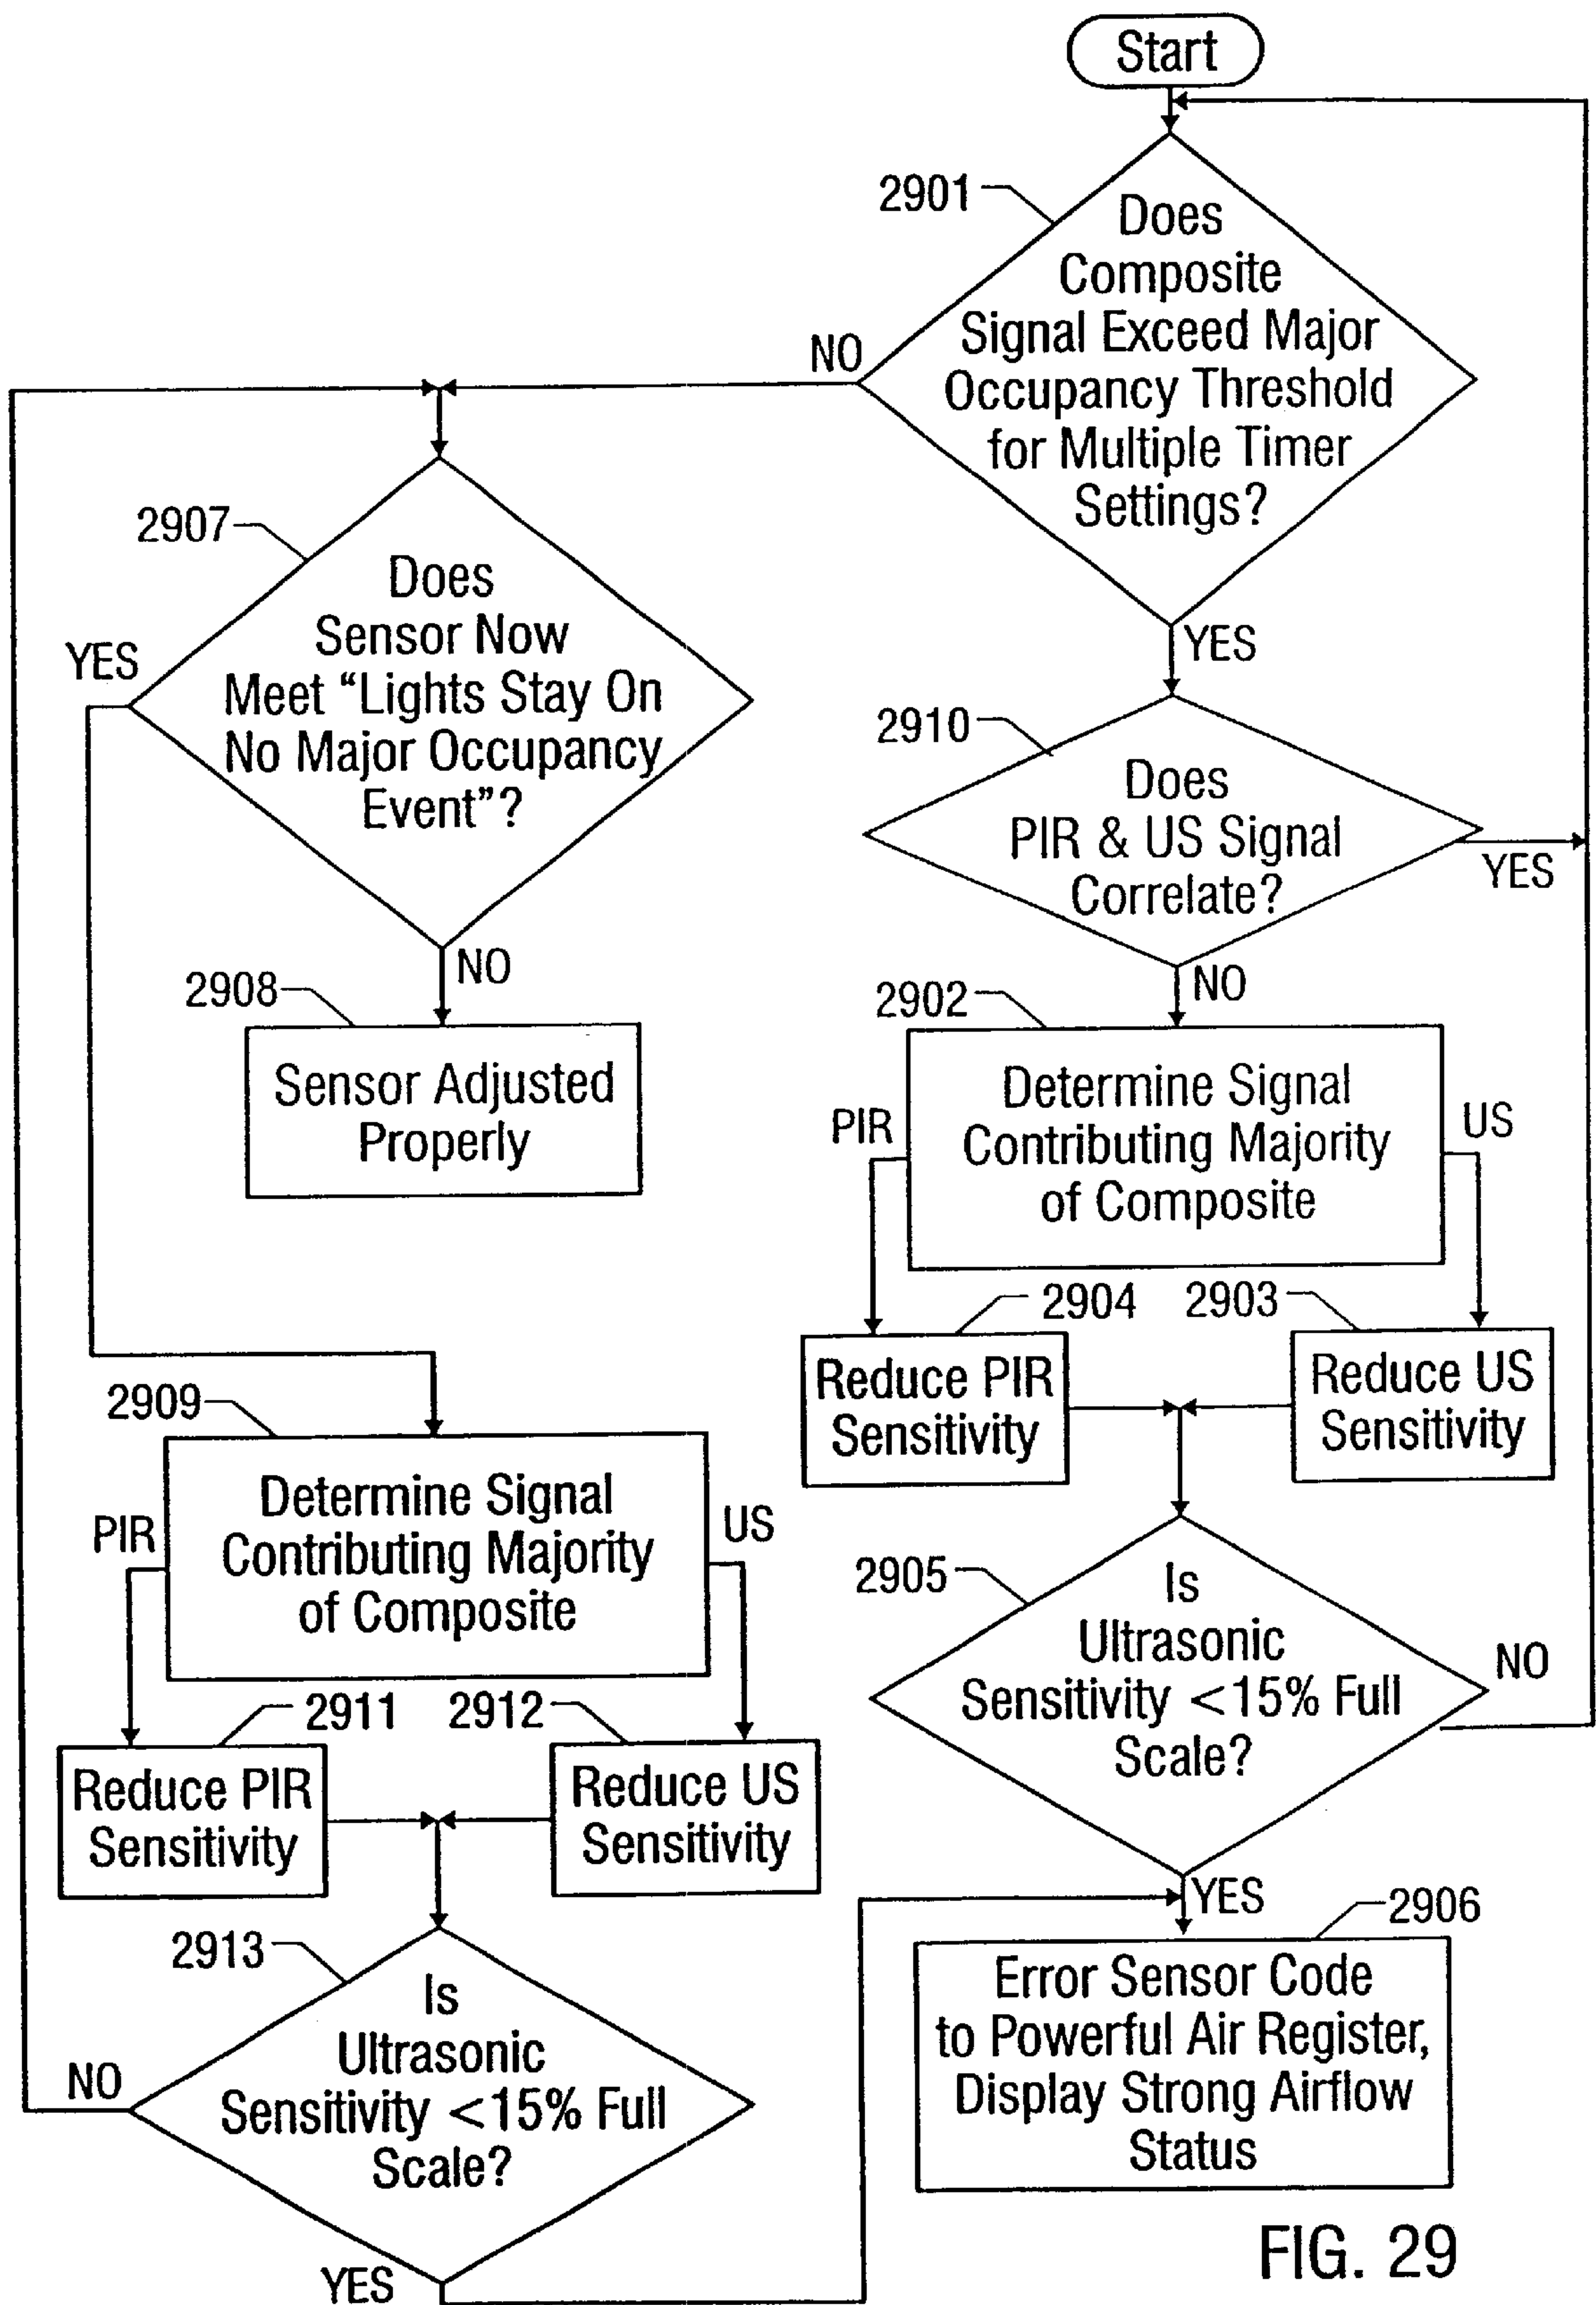 Start
2901
Does
Composite
Signal Exceed Major
Occupancy Threshold
for Multiple Timer
Settings?
NO
YES
2907
Does
Sensor Now
Meet “Lights Stay On
No Major Occupancy
Event”?
YES
NO
2910
Does
PIR & US Signal
Correlate?
YES
NO
2908
Sensor Adjusted
Properly
2902
Determine Signal
Contributing Majority
of Composite
PIR
US
2904
Reduce PIR
Sensitivity
2903
Reduce US
Sensitivity
2909
Determine Signal
Contributing Majority
of Composite
PIR
US
2905
Is
Ultrasonic
Sensitivity <15% Full
Scale?
NO
YES
2911
Reduce PIR
Sensitivity
2912
Reduce US
Sensitivity
2913
Is
Ultrasonic
Sensitivity <15% Full
Scale?
NO
YES
2906
Error Sensor Code
to Powerful Air Register,
Display Strong Airflow
Status
FIG. 29